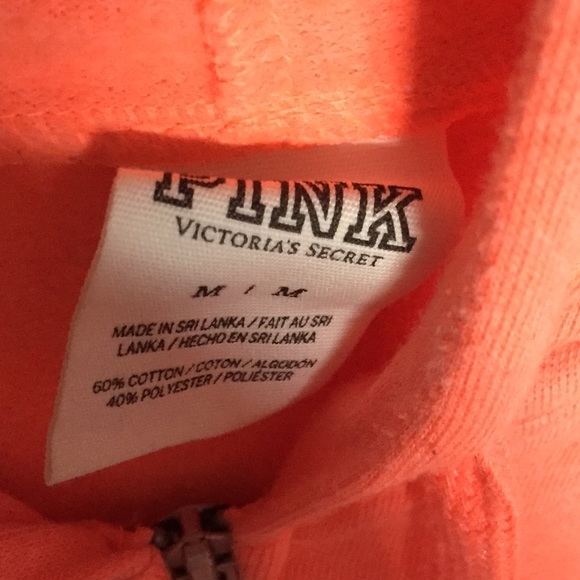 PINK
VICTORIA'S SECRET
M / M
MADE IN SRI LANKA / FAIT AU SRI
LANKA / HECHO EN SRI LANKA
60% COTTON / COTON / ALGODÓN
40% POLYESTER / POLIÉSTER